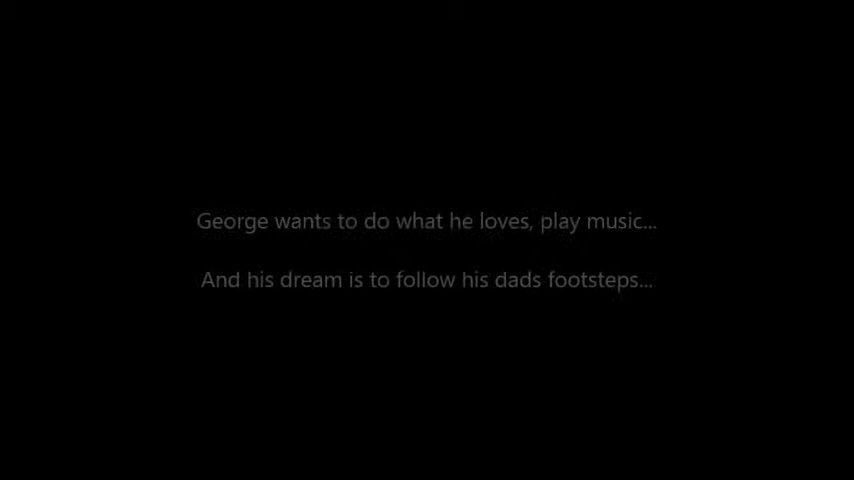 George wants to do what he loves, play music...
And his dream is to follow his dads footsteps...